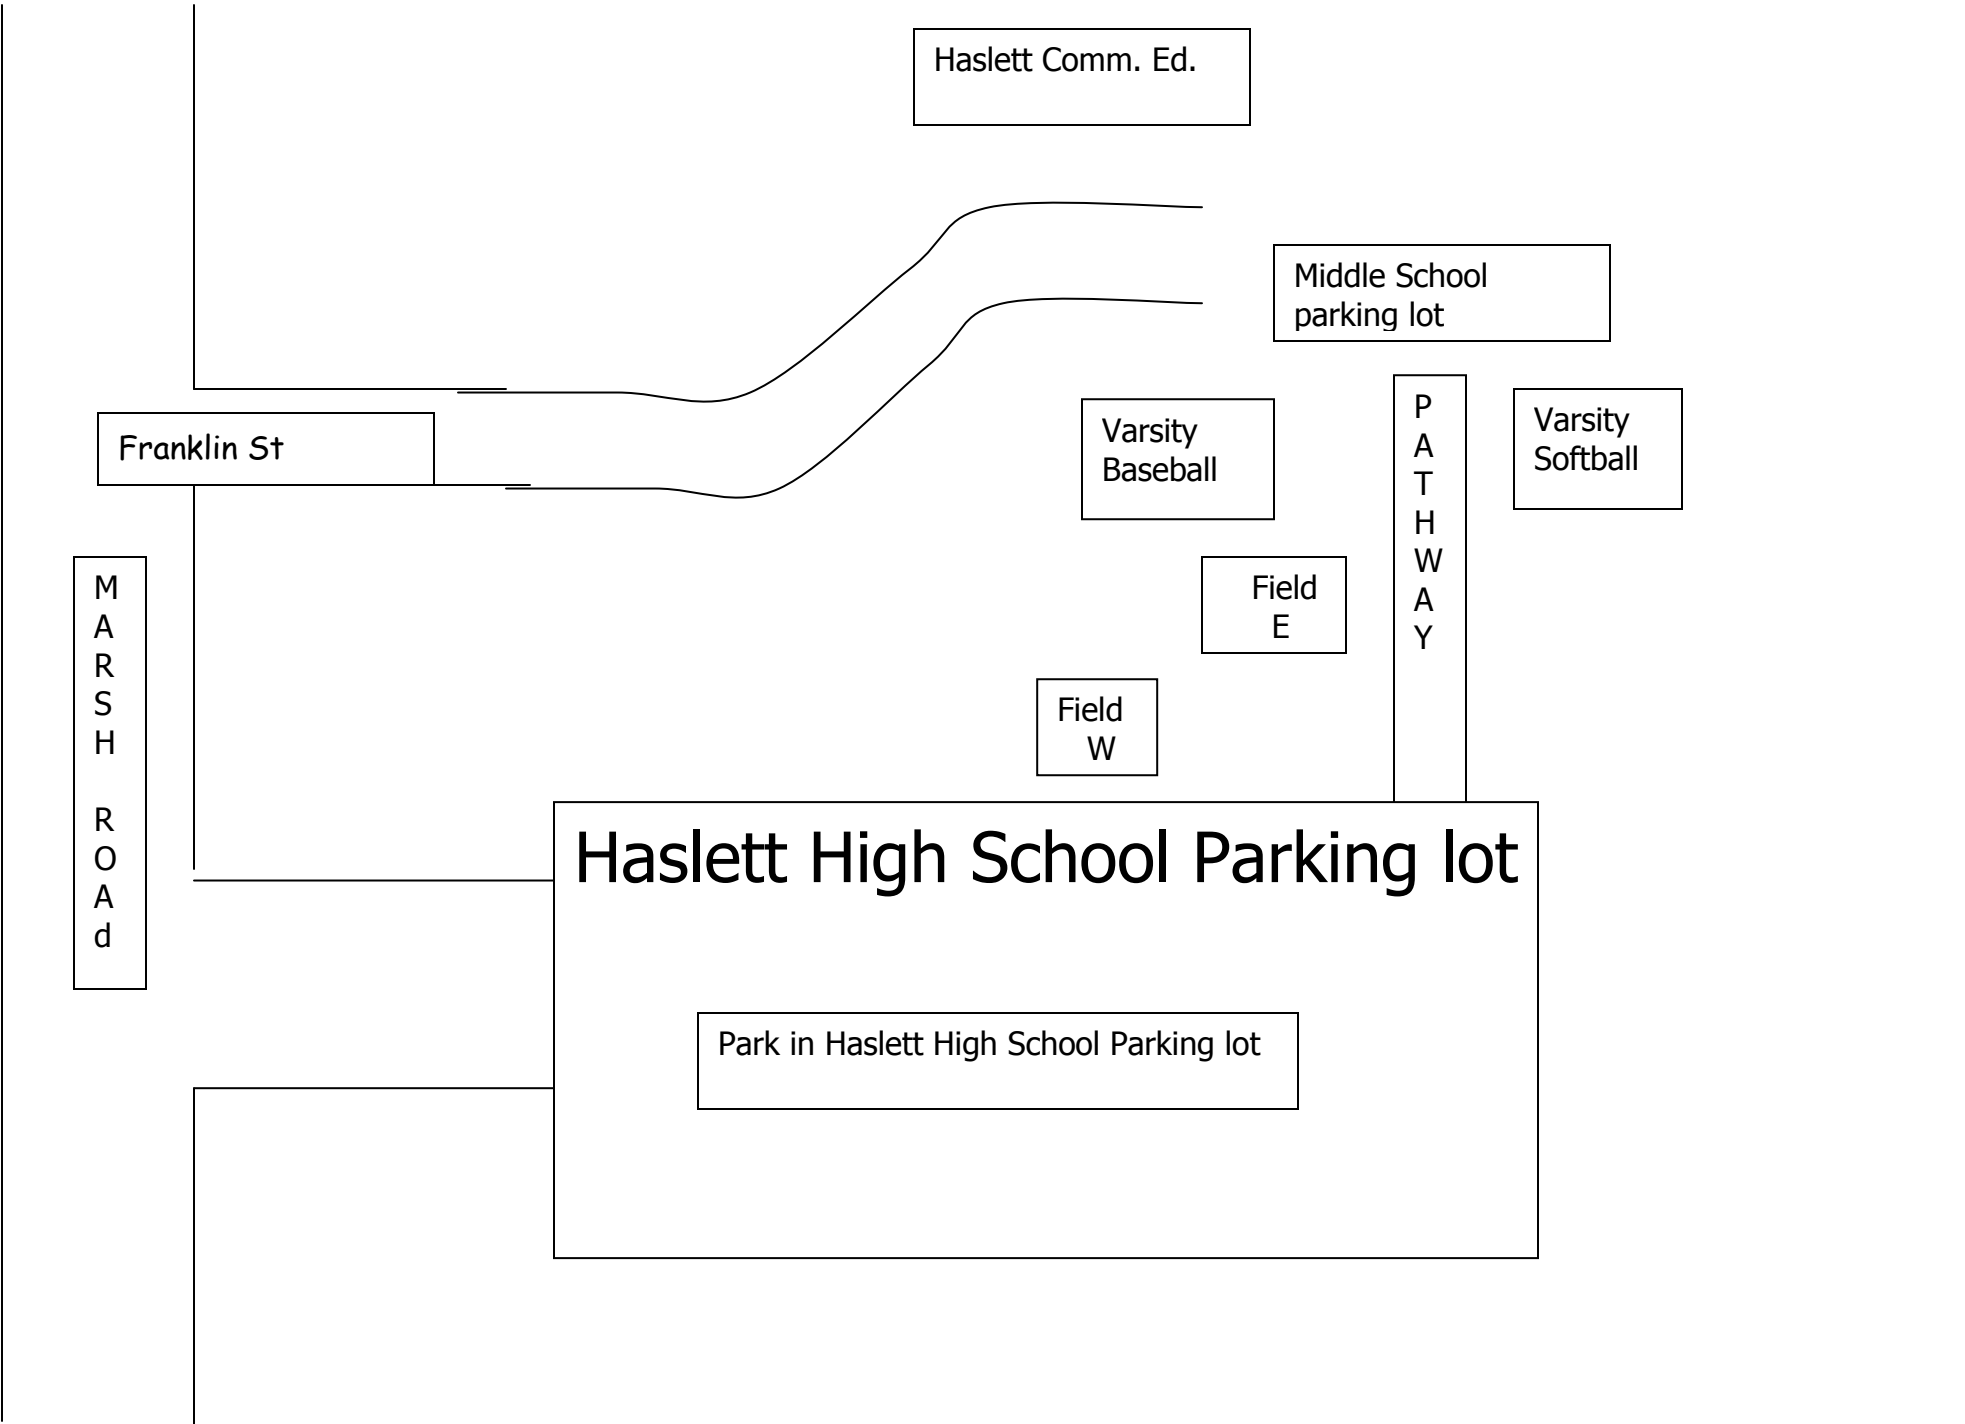 Haslett Comm. Ed.
Middle School
parking lot
Franklin St
Varsity
Baseball
P
A
T
H
W
A
Y
Varsity
Softball
Field
E
Field
W
M
A
R
S
H
R
O
A
d
Haslett High School Parking lot
Park in Haslett High School Parking lot